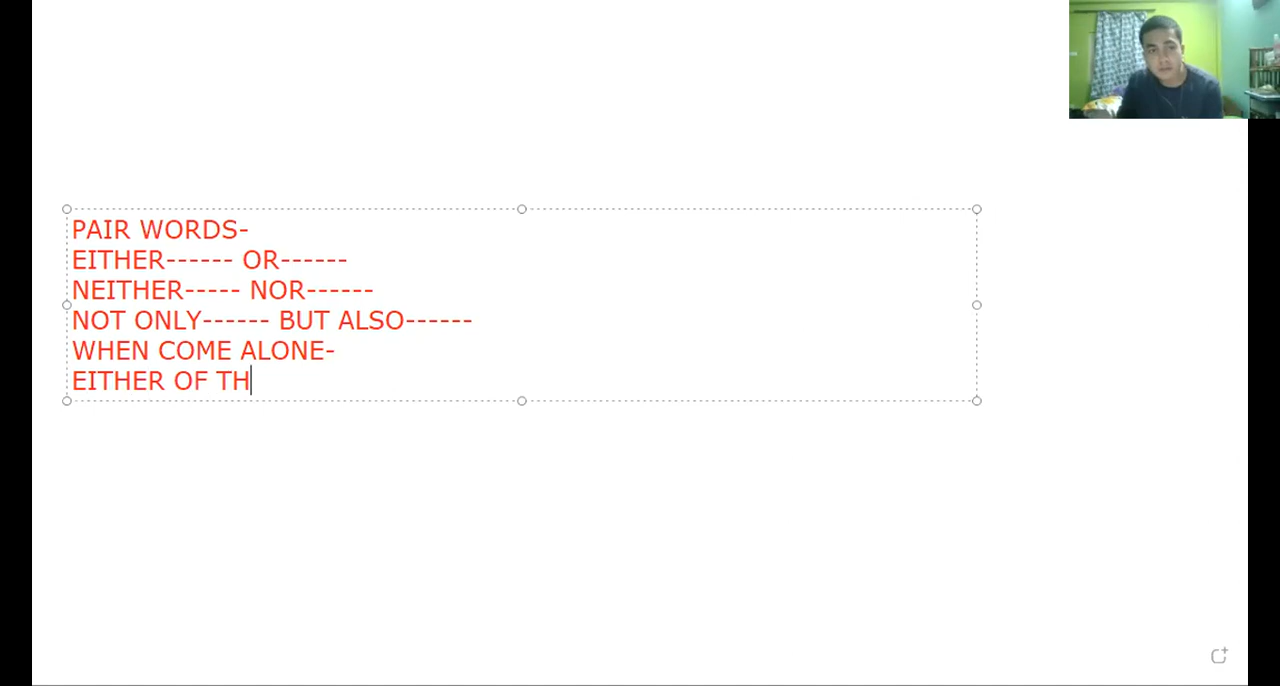 PAIR WORDS-
EITHER------ OR------
NEITHER----- NOR------
NOT ONLY------ BUT ALSO------
WHEN COME ALONE-
EITHER OF TH